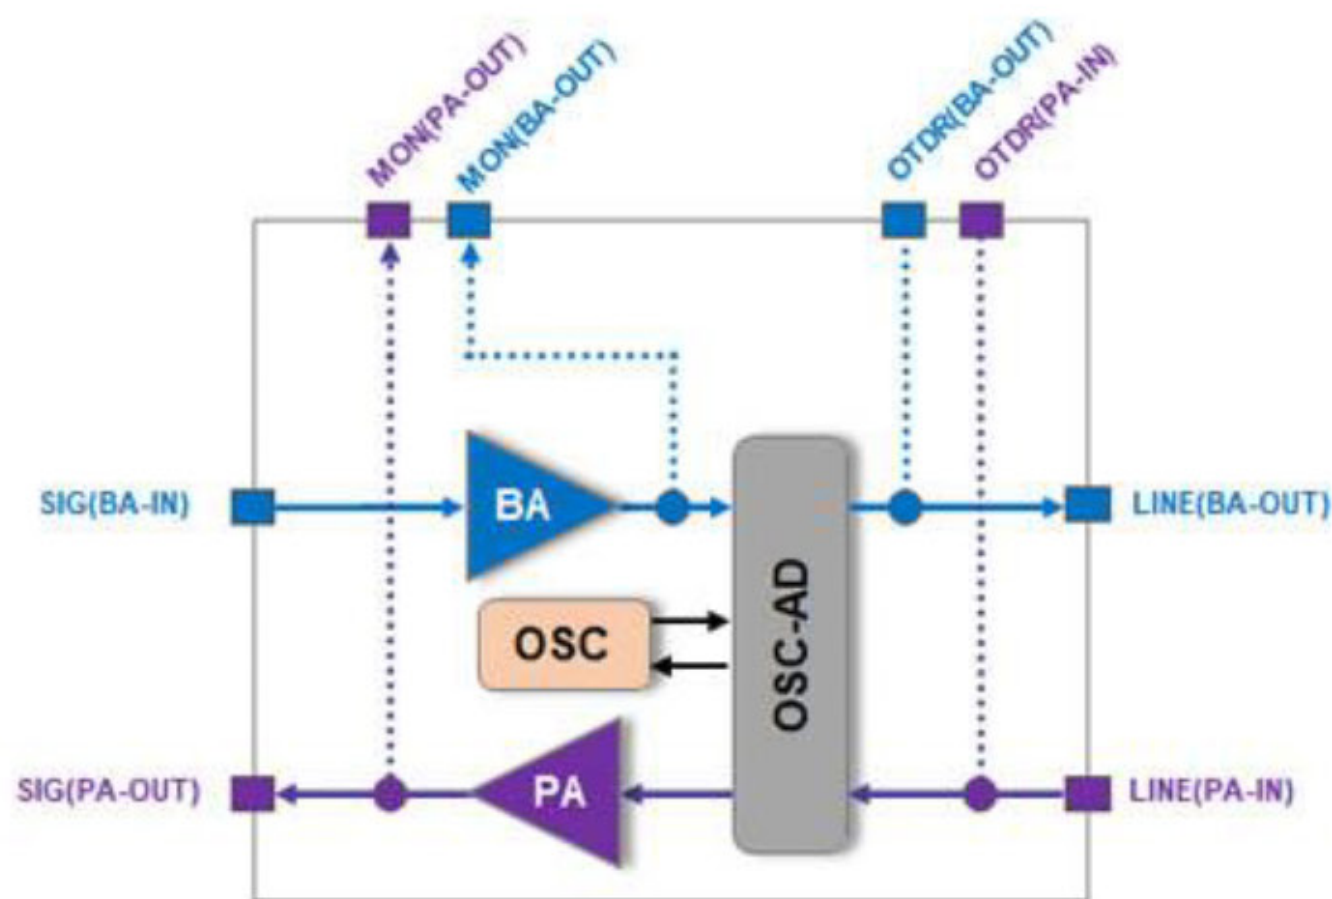 MON(PA-OUT)
MON(BA-OUT)
OTDR(BA-OUT)
OTDR(PA-IN)
SIG(BA-IN)
BA
LINE(BA-OUT)
OSC
OSC-AD
SIG(PA-OUT)
PA
LINE(PA-IN)